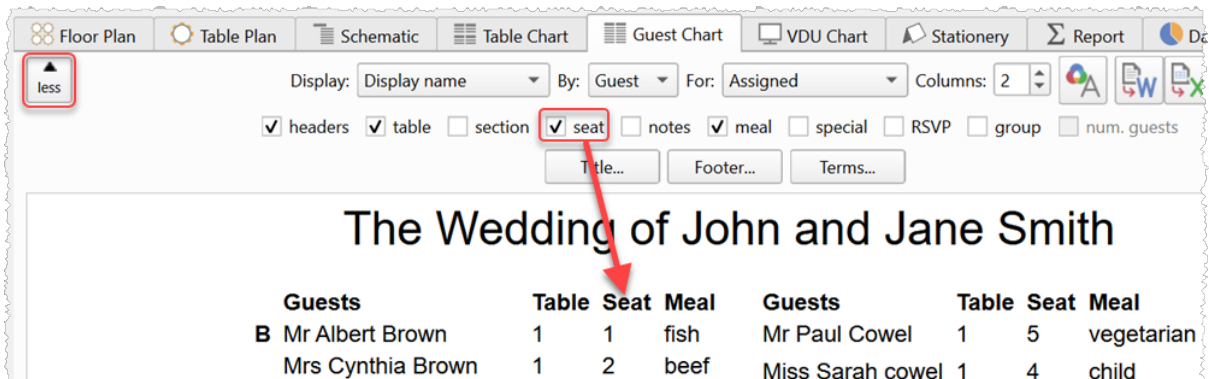 Floor Plan Table Plan Schematic Table Chart Guest Chart VDU Chart Stationery Σ Report Da
less Display: Display name By: Guest For: Assigned Columns: 2 A W X
headers table section seat notes meal special RSVP group num. guests
Title... Footer... Terms...
The Wedding of John and Jane Smith
Guests Table Seat Meal Guests Table Seat Meal
B Mr Albert Brown 1 1 fish Mr Paul Cowel 1 5 vegetarian
Mrs Cynthia Brown 1 2 beef Miss Sarah cowel 1 4 child